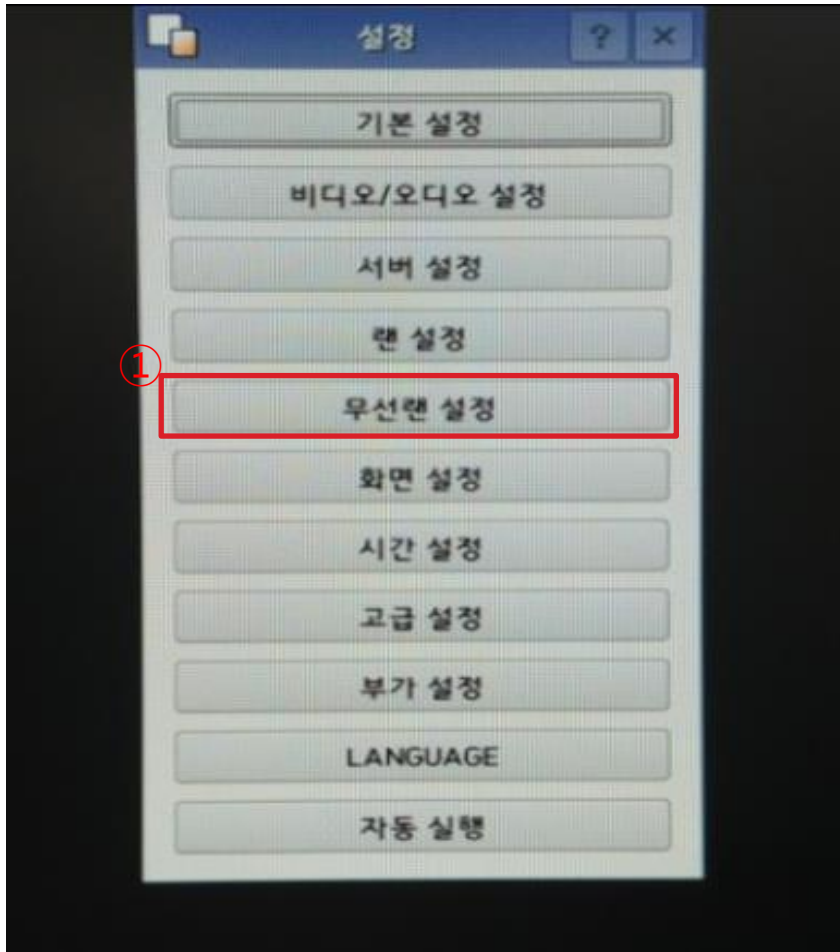 설정 ? ×
기본 설정
비디오/오디오 설정
서버 설정
랜 설정
①
무선랜 설정
화면 설정
시간 설정
고급 설정
부가 설정
LANGUAGE
자동 실행